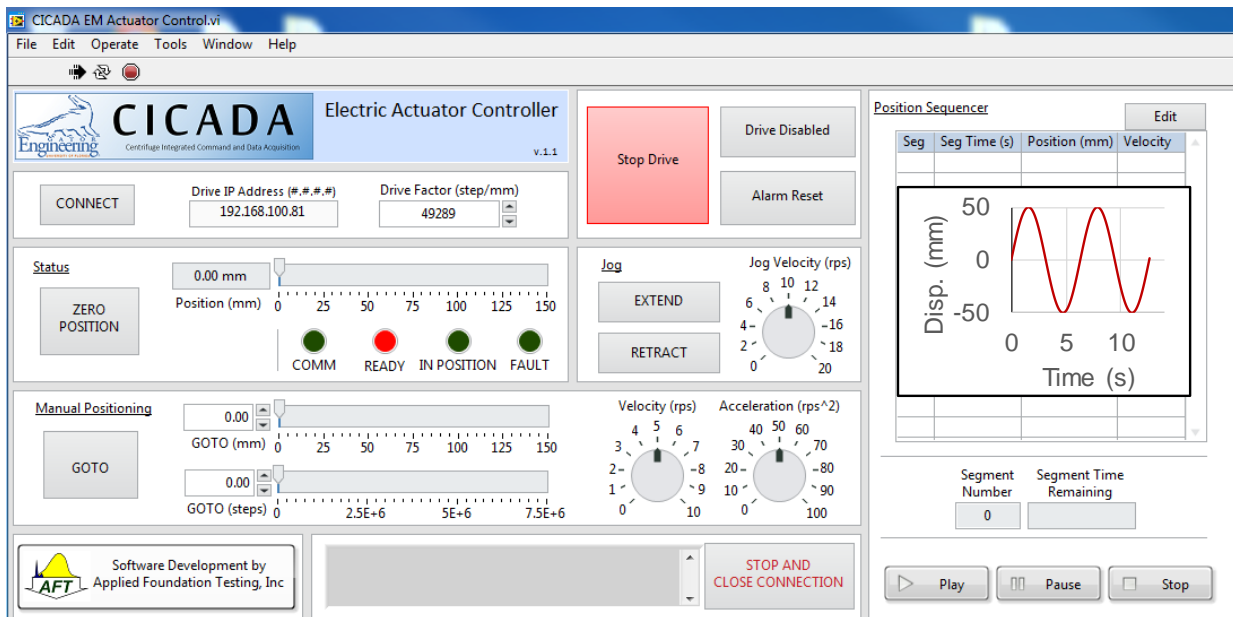 CICADA EM Actuator Control.vi
File Edit Operate Tools Window Help
CICADA
Centrifuge Integrated Command and Data Acquisition
GATOR
Engineering
UNIVERSITY OF FLORIDA
Electric Actuator Controller
v.1.1
CONNECT
Drive IP Address (#.#.#.#)
192.168.100.81
Drive Factor (step/mm)
49289
Stop Drive
Drive Disabled
Alarm Reset
Status
ZERO
POSITION
0.00 mm
Position (mm)
0 25 50 75 100 125 150
COMM READY IN POSITION FAULT
Jog
EXTEND
RETRACT
Jog Velocity (rps)
0 2 4 6 8 10 12 14 16 18 20
Manual Positioning
GOTO
0.00
GOTO (mm)
0 25 50 75 100 125 150
0.00
GOTO (steps)
0 2.5E+6 5E+6 7.5E+6
Velocity (rps)
0 1 2 3 4 5 6 7 8 9 10
Acceleration (rps^2)
0 10 20 30 40 50 60 70 80 90 100
AFT
Software Development by
Applied Foundation Testing, Inc
STOP AND
CLOSE CONNECTION
Position Sequencer
Edit
Seg Seg Time (s) Position (mm) Velocity
Disp. (mm)
50
0
-50
0 5 10
Time (s)
Segment
Number
0
Segment Time
Remaining
Play
Pause
Stop